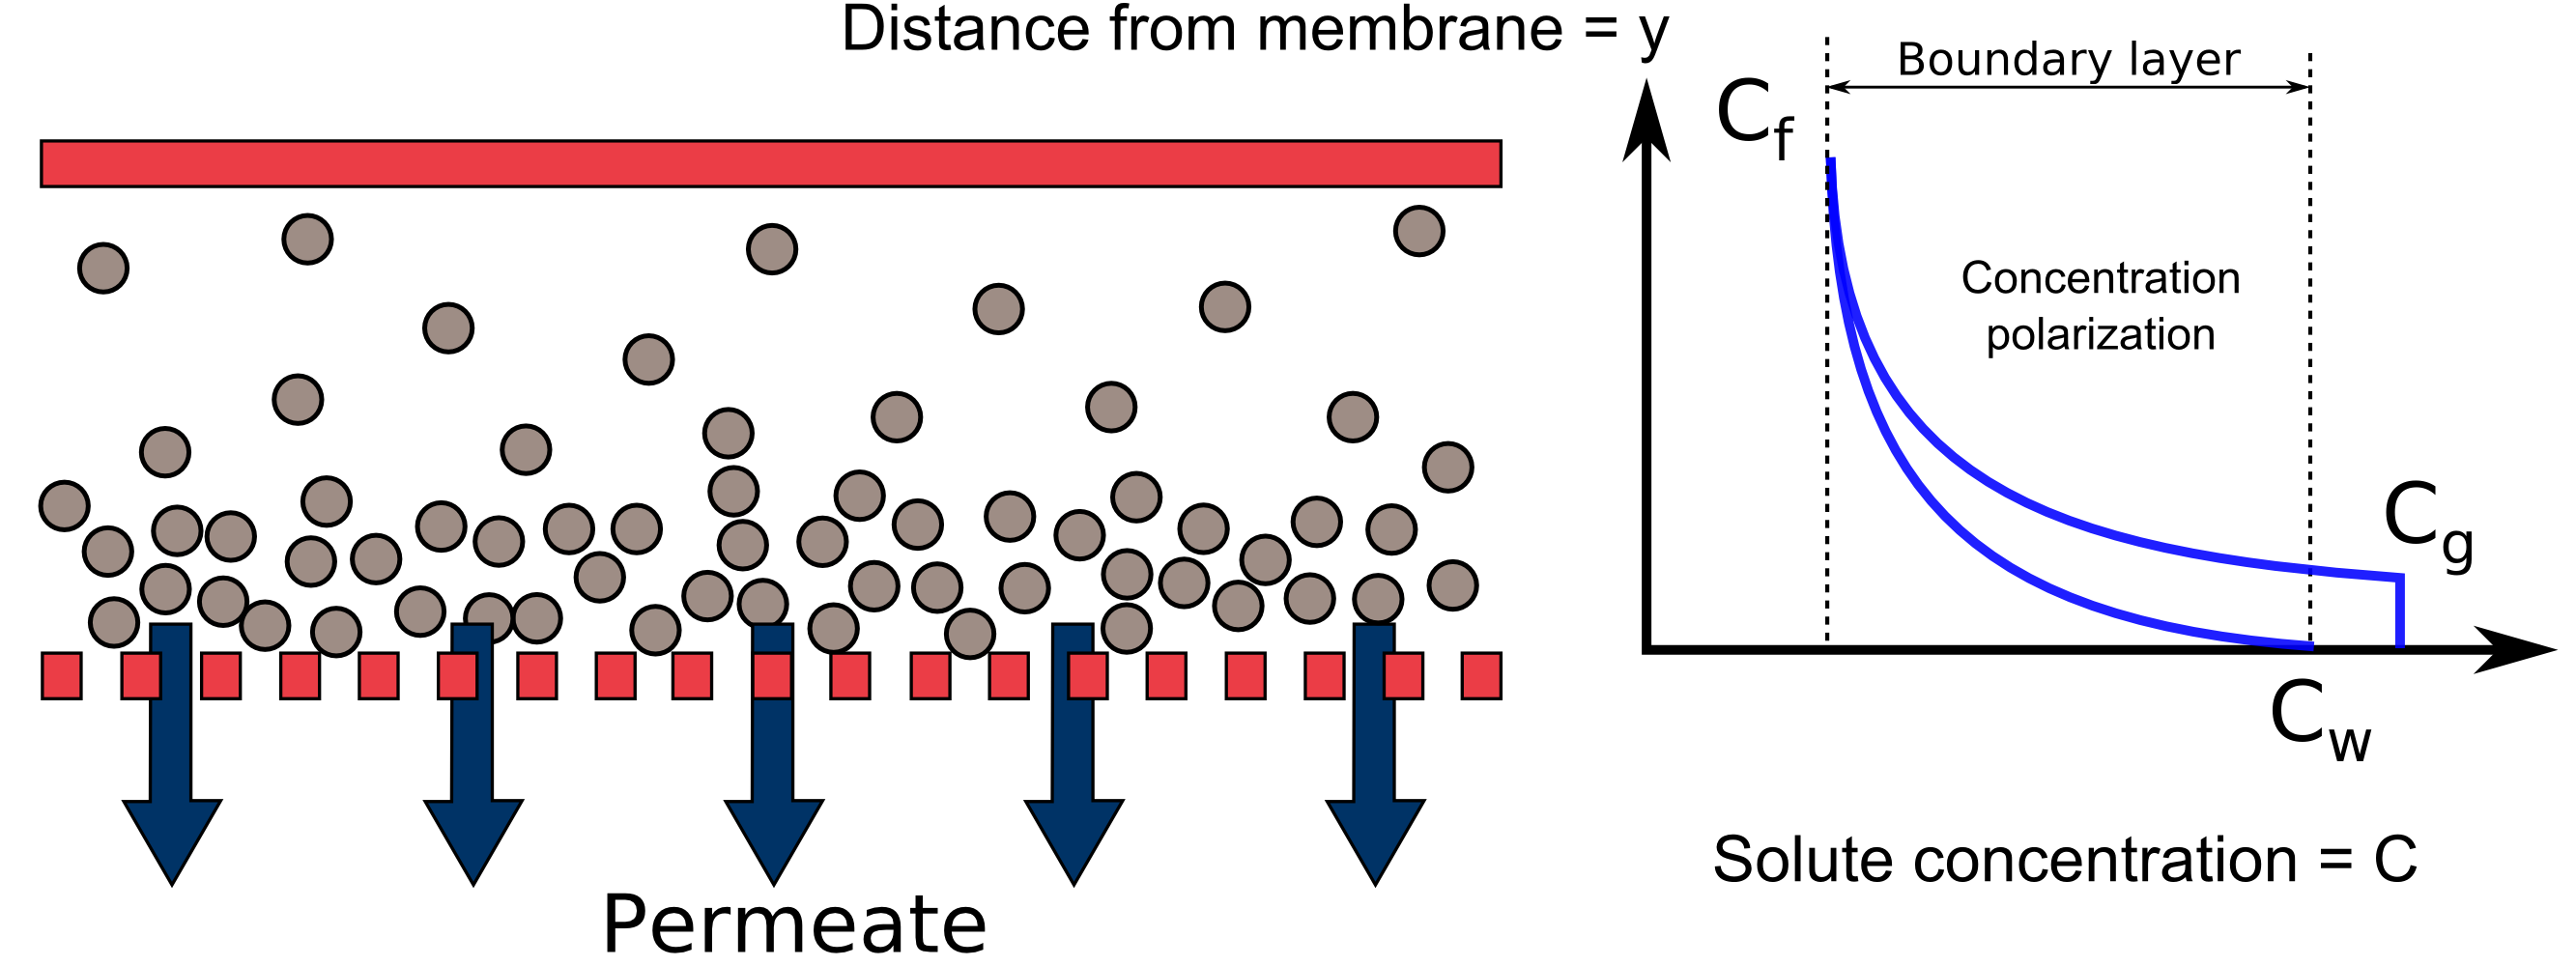 Distance from membrane = y
Boundary layer
Cf
Concentration
polarization
Cg
Cw
Solute concentration = C
Permeate